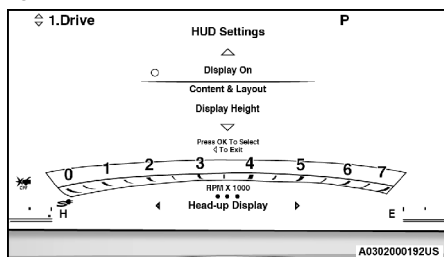 1.Drive
P
HUD Settings
Display On
Content & Layout
Display Height
Press OK To Select
◁ To Exit
0 1 2 3 4 5 6 7
OFF
RPM X 1000
H
Head-up Display
E
A0302000192US